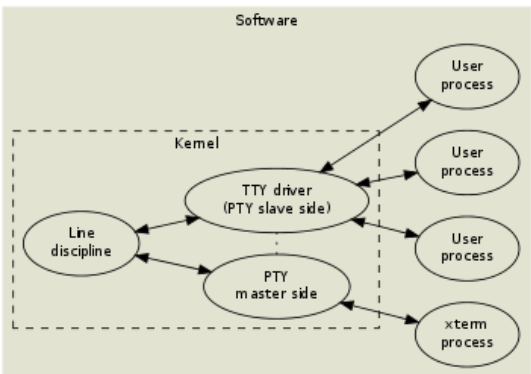 Software
User
process
Kernel
User
process
TTY driver
(PTY slave side)
Line
discipline
User
process
PTY
master side
xterm
process